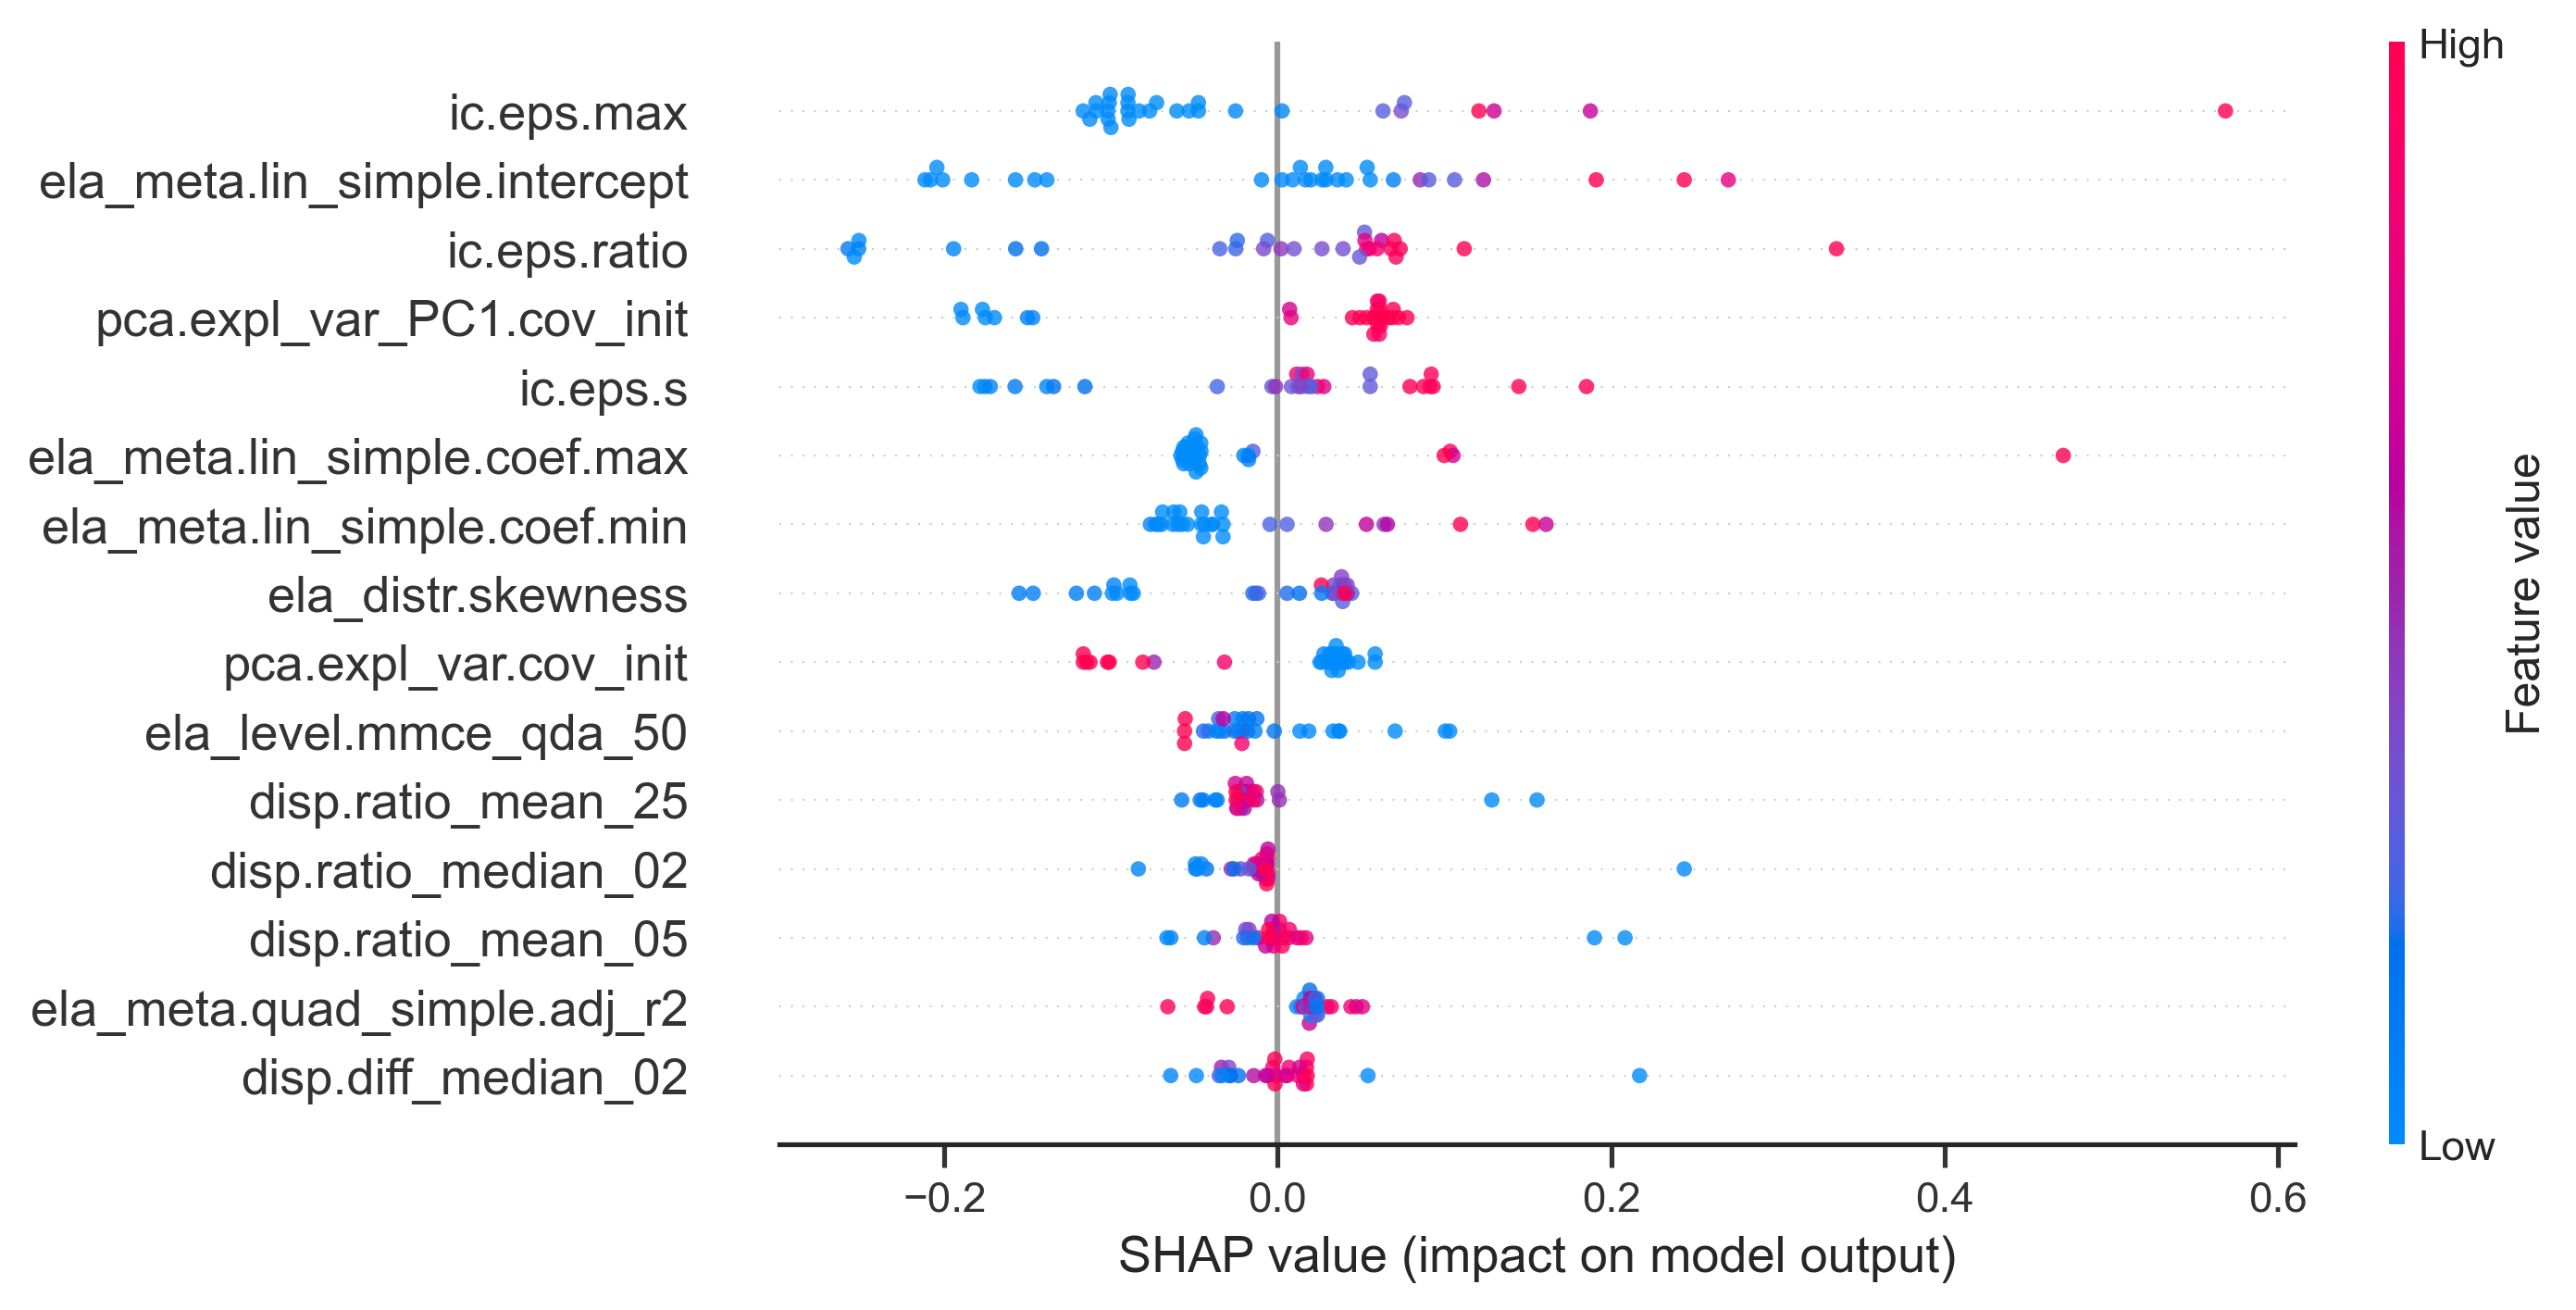 High
ic.eps.max
ela_meta.lin_simple.intercept
ic.eps.ratio
pca.expl_var_PC1.cov_init
ic.eps.s
ela_meta.lin_simple.coef.max
ela_meta.lin_simple.coef.min
ela_distr.skewness
pca.expl_var.cov_init
ela_level.mmce_qda_50
disp.ratio_mean_25
disp.ratio_median_02
disp.ratio_mean_05
ela_meta.quad_simple.adj_r2
disp.diff_median_02
Feature value
Low
−0.2 0.0 0.2 0.4 0.6
SHAP value (impact on model output)